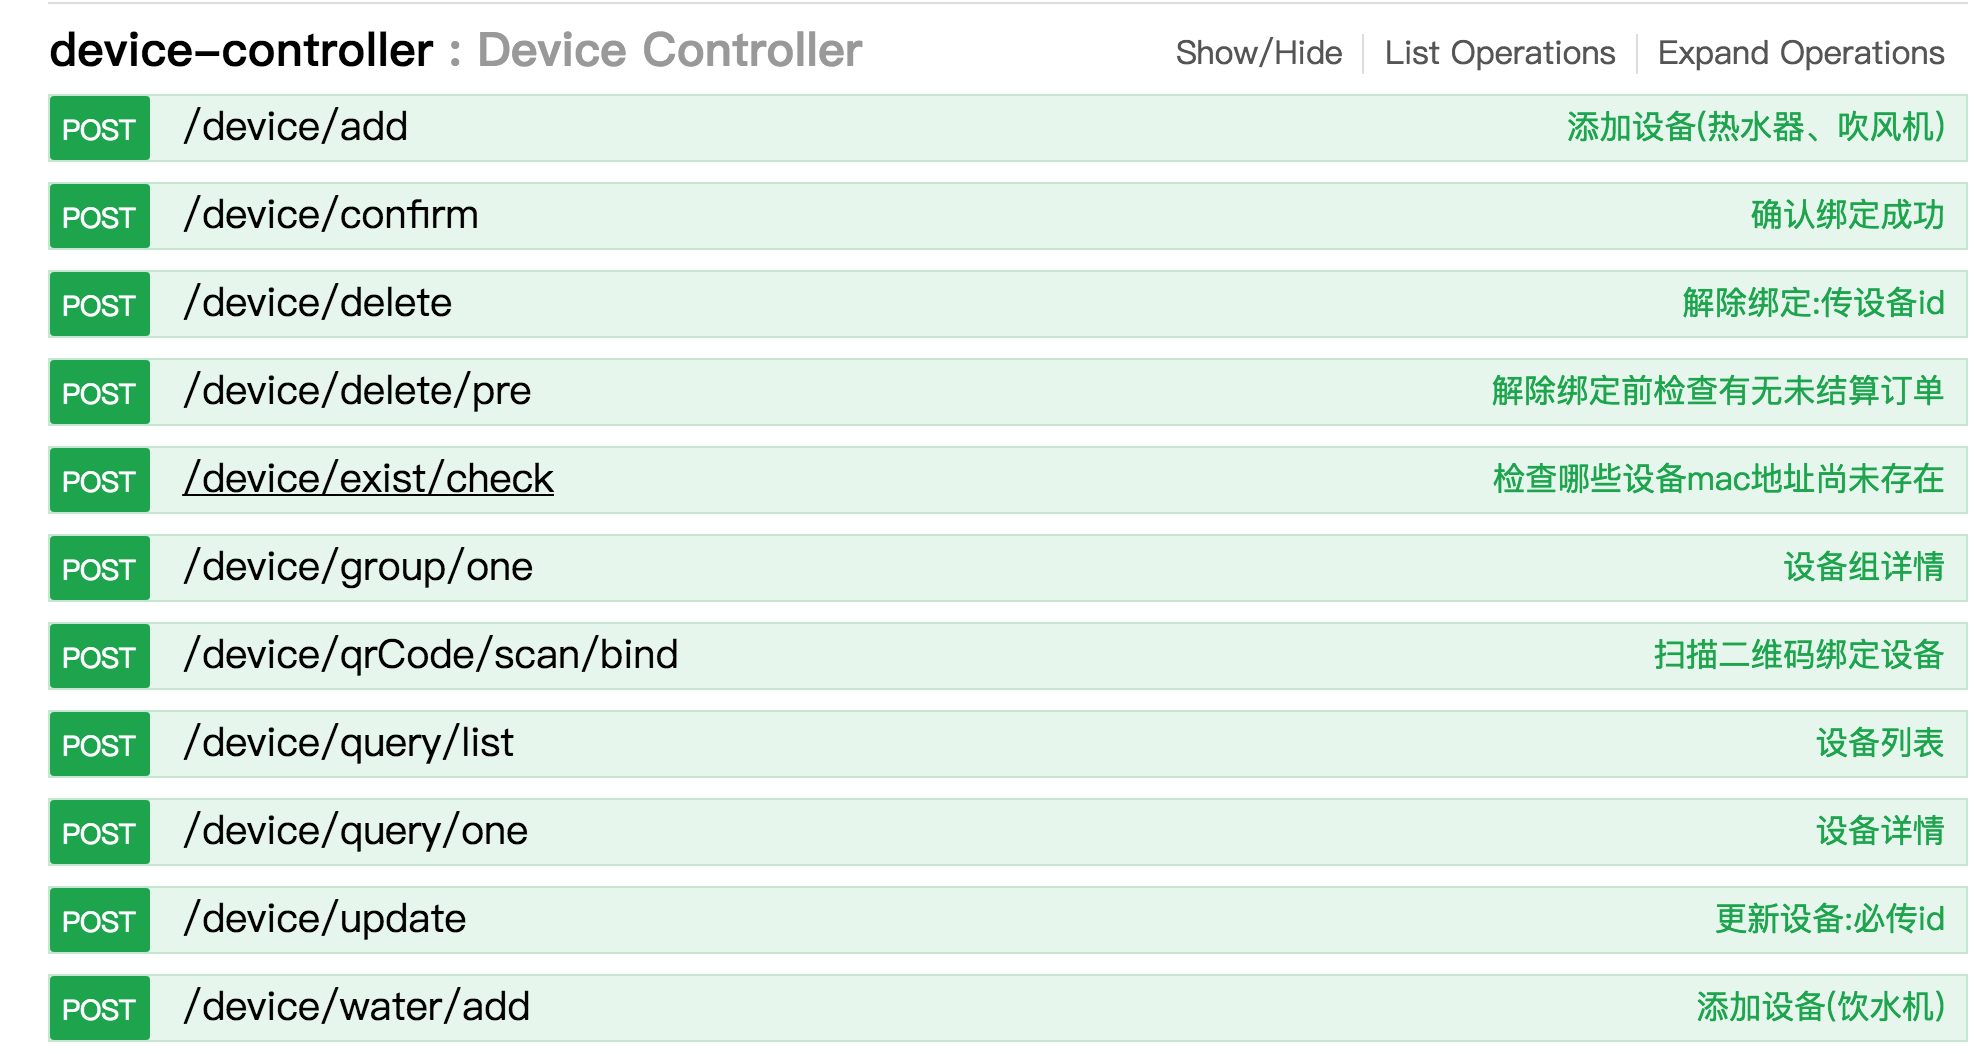 device-controller : Device Controller Show/Hide List Operations Expand Operations
POST /device/add 添加设备(热水器、吹风机)
POST /device/confirm 确认绑定成功
POST /device/delete 解除绑定:传设备id
POST /device/delete/pre 解除绑定前检查有无未结算订单
POST /device/exist/check 检查哪些设备mac地址尚未存在
POST /device/group/one 设备组详情
POST /device/qrCode/scan/bind 扫描二维码绑定设备
POST /device/query/list 设备列表
POST /device/query/one 设备详情
POST /device/update 更新设备:必传id
POST /device/water/add 添加设备(饮水机)